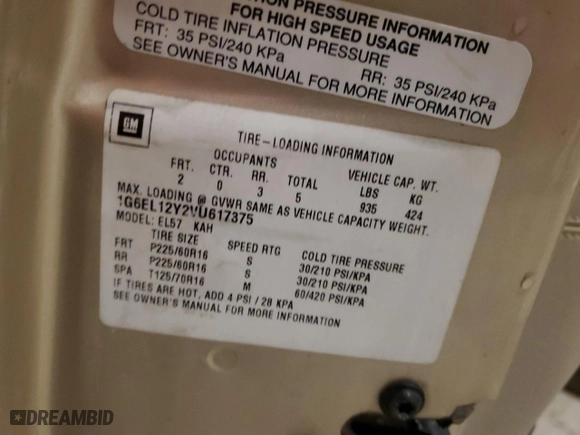 ION PRESSURE INFORMATION
FOR HIGH SPEED USAGE
COLD TIRE INFLATION PRESSURE
FRT: 35 PSI/240 KPa RR: 35 PSI/240 KPa
SEE OWNER'S MANUAL FOR MORE INFORMATION
GM
TIRE-LOADING INFORMATION
OCCUPANTS VEHICLE CAP. WT.
FRT. CTR. RR. TOTAL LBS KG
2 0 3 5 935 424
MAX. LOADING @ GVWR SAME AS VEHICLE CAPACITY WEIGHT.
1G6EL12Y2VU617375
MODEL: EL57 KAH
TIRE SIZE SPEED RTG COLD TIRE PRESSURE
FRT P225/60R16 S 30/210 PSI/KPA
RR P225/60R16 S 30/210 PSI/KPA
SPA T125/70R16 M 60/420 PSI/KPA
IF TIRES ARE HOT, ADD 4 PSI / 28 KPA
SEE OWNER'S MANUAL FOR MORE INFORMATION
DREAMBID